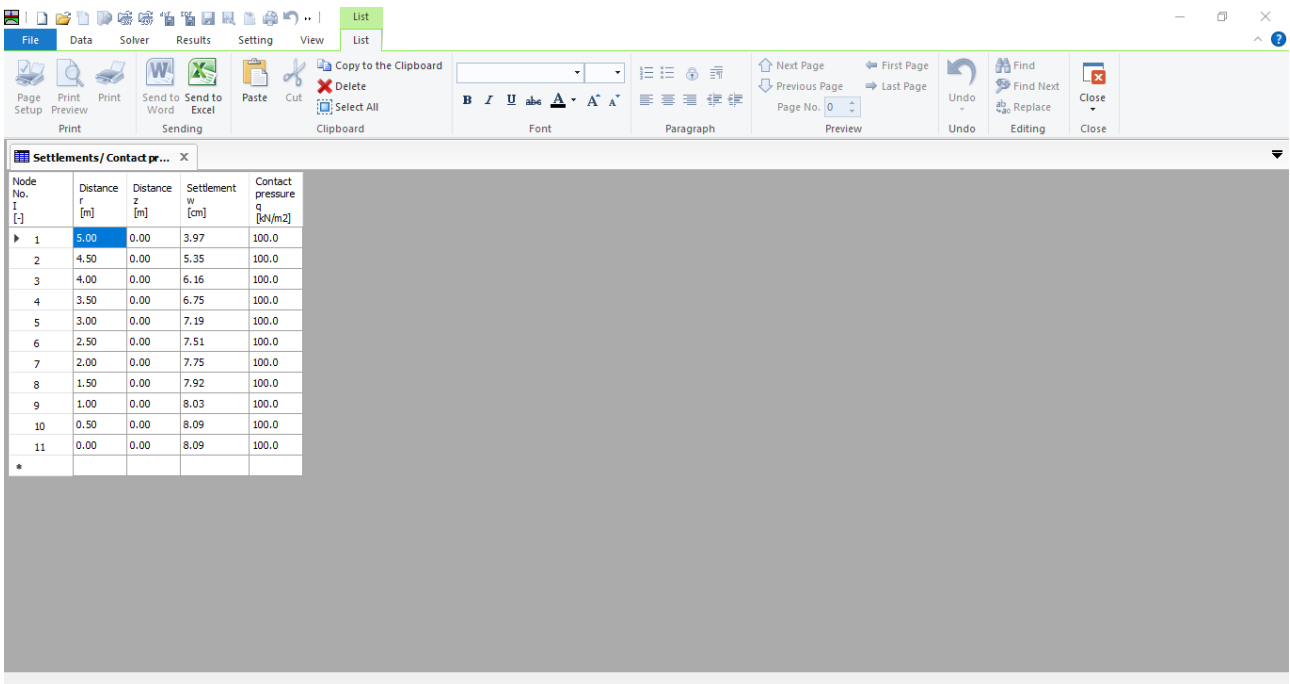 List
File Data Solver Results Setting View List
Page Setup
Print Preview
Print
Print
Send to Word
Send to Excel
Sending
Paste
Cut
Copy to the Clipboard
Delete
Select All
Clipboard
B I U abc A A A
Font
Paragraph
Next Page
Previous Page
Page No. 0
First Page
Last Page
Preview
Undo
Undo
Find
Find Next
Replace
Editing
Close
Close
Settlements/Contact pr... X
Node No. I [-]
Distance r [m]
Distance z [m]
Settlement w [cm]
Contact pressure q [kN/m2]
1 5.00 0.00 3.97 100.0
2 4.50 0.00 5.35 100.0
3 4.00 0.00 6.16 100.0
4 3.50 0.00 6.75 100.0
5 3.00 0.00 7.19 100.0
6 2.50 0.00 7.51 100.0
7 2.00 0.00 7.75 100.0
8 1.50 0.00 7.92 100.0
9 1.00 0.00 8.03 100.0
10 0.50 0.00 8.09 100.0
11 0.00 0.00 8.09 100.0
*